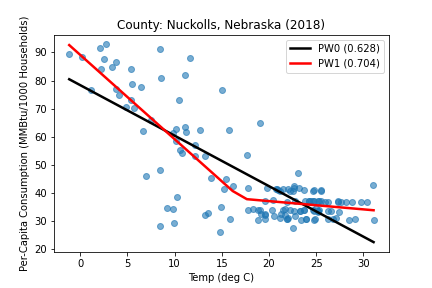 County: Nuckolls, Nebraska (2018)
PW0 (0.628)
PW1 (0.704)
Per-Capita Consumption (MMBtu/1000 Households)
90
80
70
60
50
40
30
20
0 5 10 15 20 25 30
Temp (deg C)